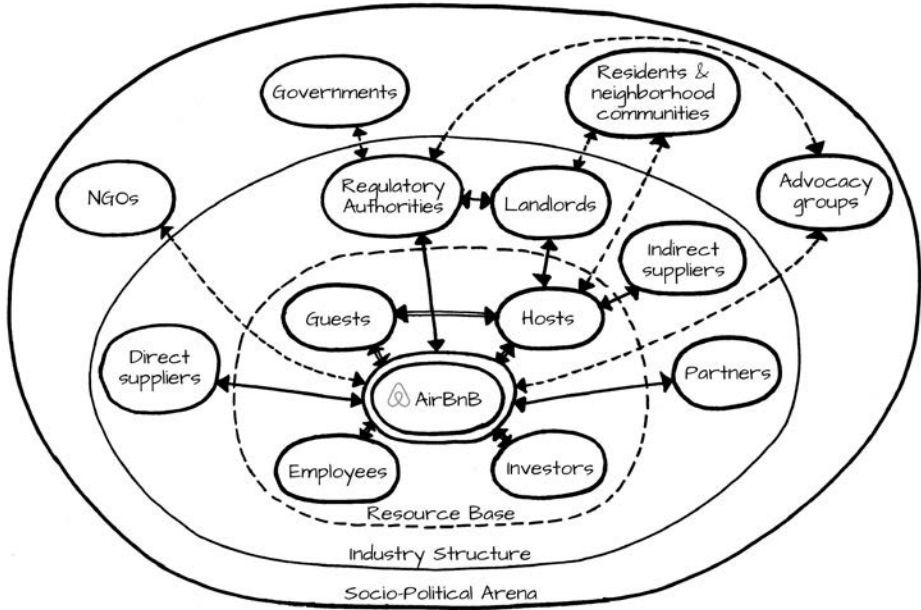 Governments
Residents &
neighborhood
communities
NGOs
Regulatory
Authorities
Landlords
Advocacy
groups
Indirect
suppliers
Guests
Hosts
Direct
suppliers
AirBnB
Partners
Employees
Investors
Resource Base
Industry Structure
Socio-Political Arena